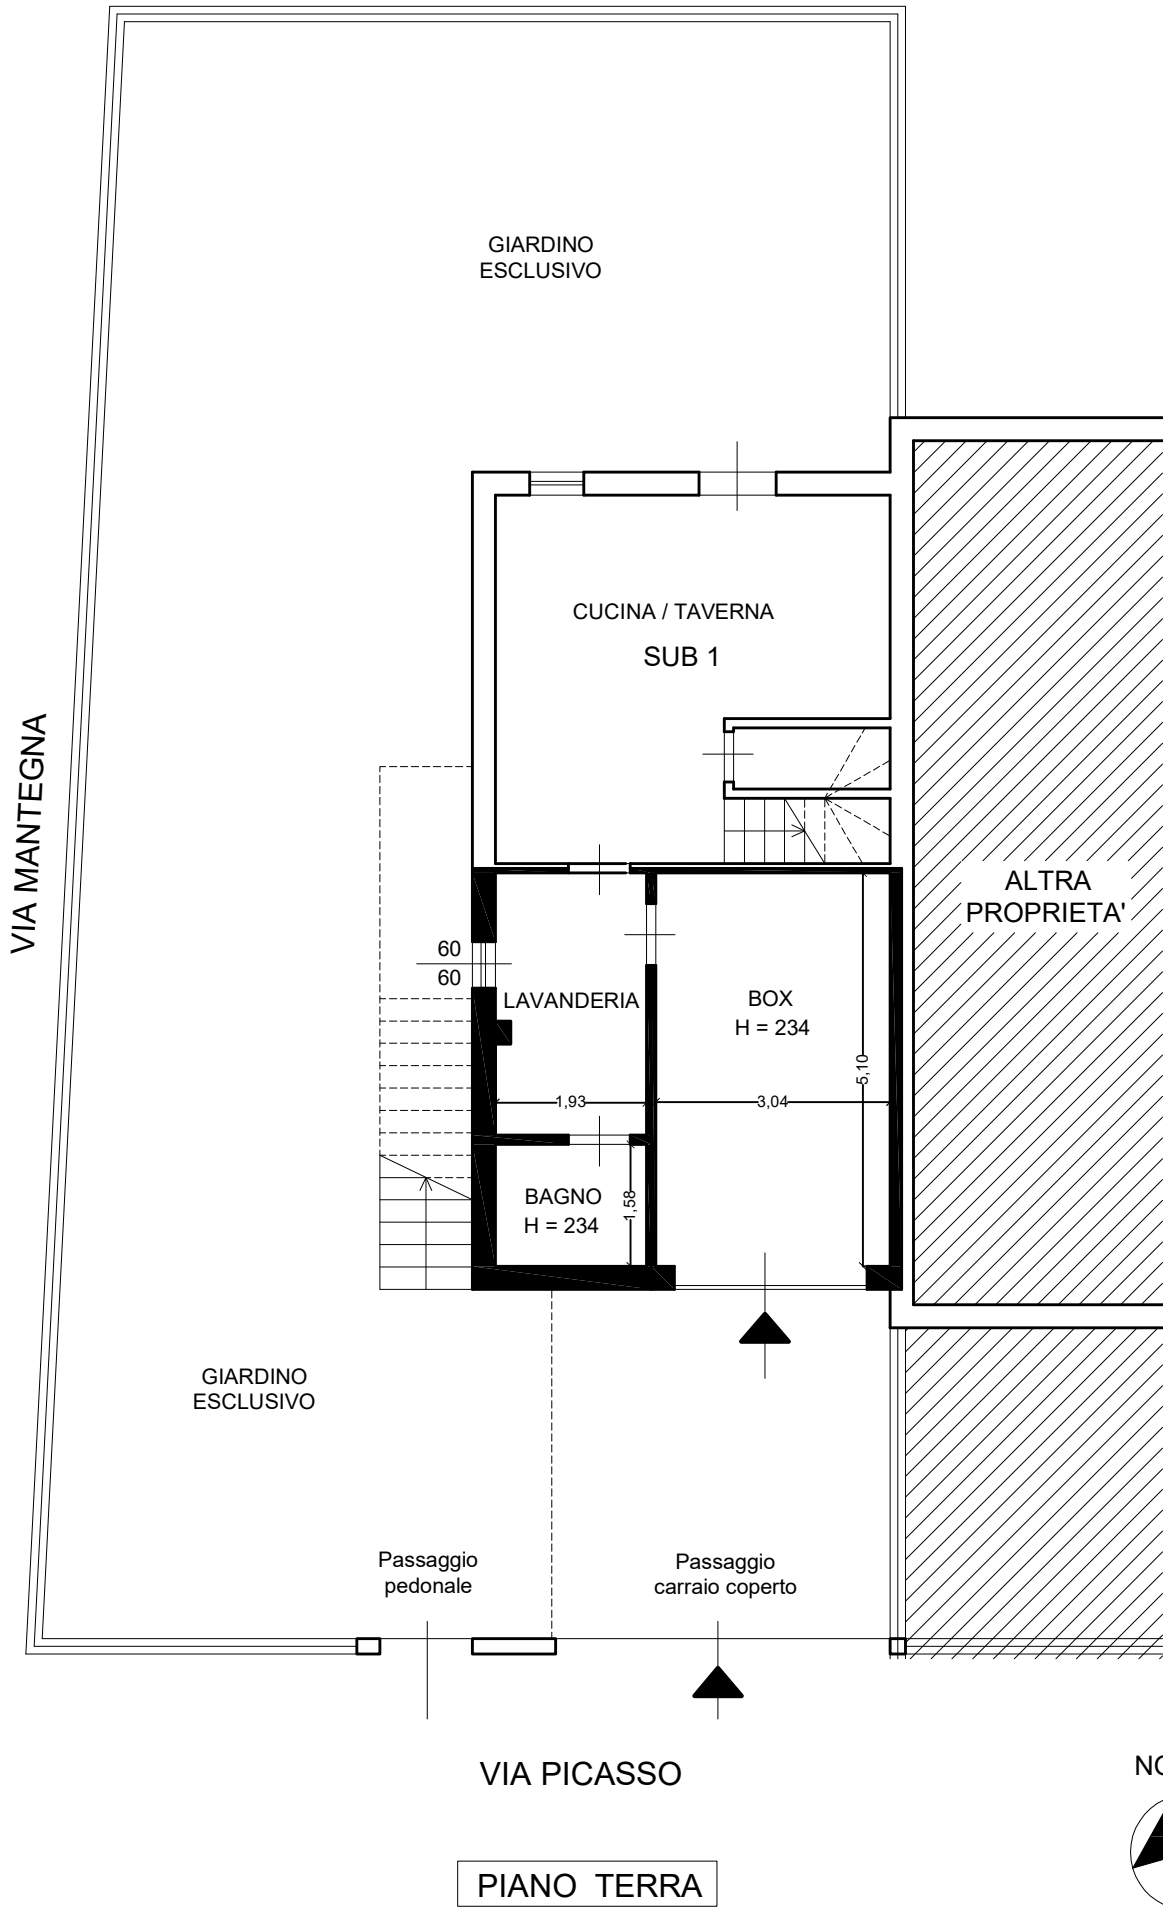 GIARDINO
ESCLUSIVO
CUCINA / TAVERNA
SUB 1
VIA MANTEGNA
ALTRA
PROPRIETA'
60
60
LAVANDERIA
BOX
H = 234
5,10
1,93
3,04
BAGNO
H = 234
1,58
GIARDINO
ESCLUSIVO
Passaggio
pedonale
Passaggio
carraio coperto
VIA PICASSO
PIANO TERRA